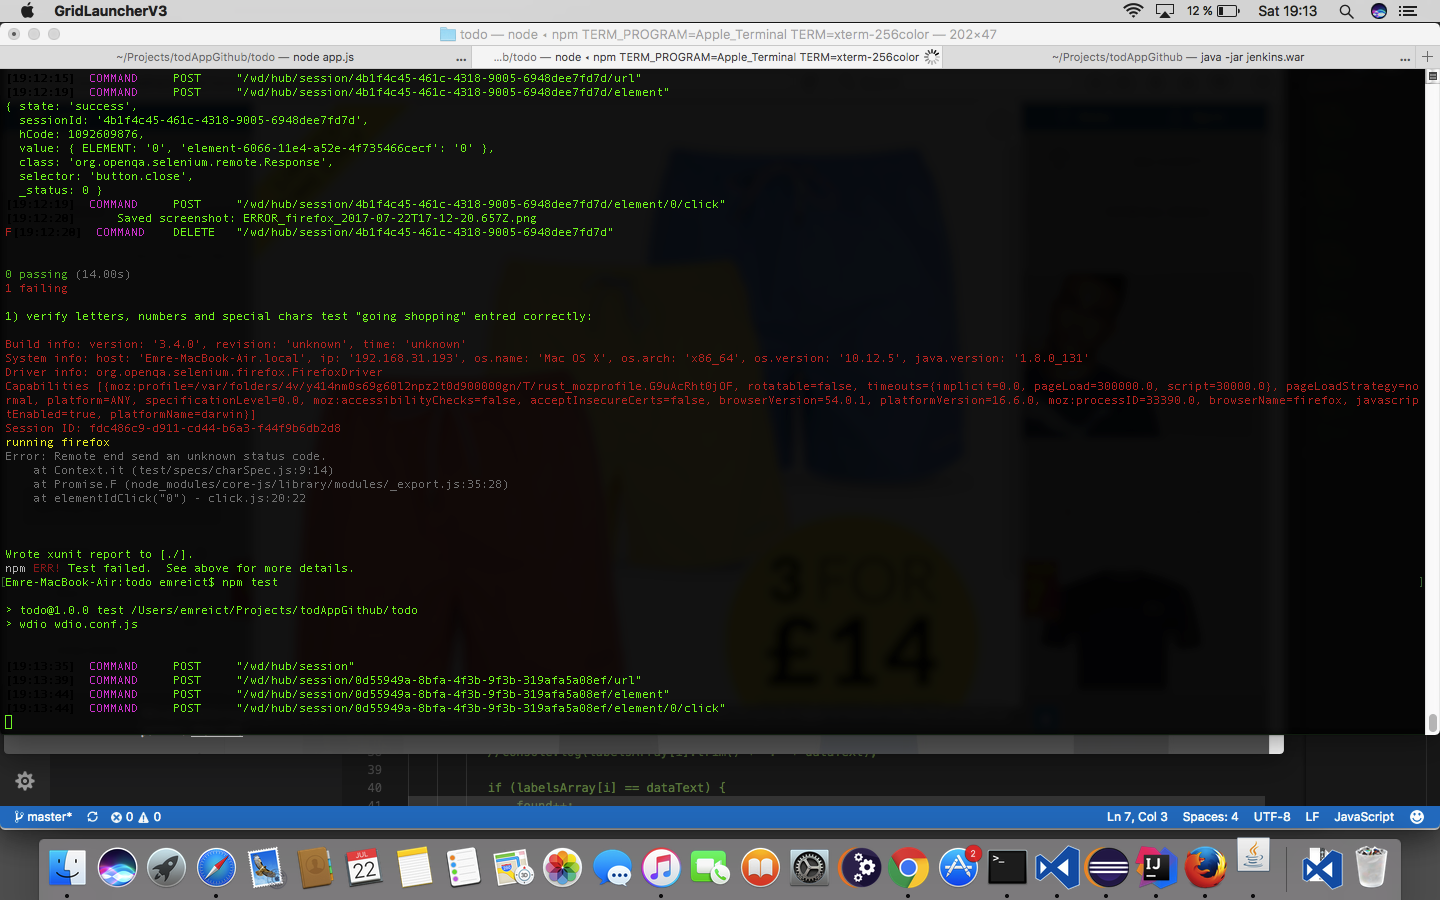 GridLauncherV3
12 %
Sat 19:13
todo — node ◂ npm TERM_PROGRAM=Apple_Terminal TERM=xterm-256color — 202×47
~/Projects/todAppGithub/todo — node app.js
...
...b/todo — node ◂ npm TERM_PROGRAM=Apple_Terminal TERM=xterm-256color
~/Projects/todAppGithub — java -jar jenkins.war
...
[19:12:15]  COMMAND     POST     "/wd/hub/session/4b1f4c45-461c-4318-9005-6948dee7fd7d/url"
[19:12:19]  COMMAND     POST     "/wd/hub/session/4b1f4c45-461c-4318-9005-6948dee7fd7d/element"
{ state: 'success',
  sessionId: '4b1f4c45-461c-4318-9005-6948dee7fd7d',
  hCode: 1092609876,
  value: { ELEMENT: '0', 'element-6066-11e4-a52e-4f735466cecf': '0' },
  class: 'org.openqa.selenium.remote.Response',
  selector: 'button.close',
  _status: 0 }
[19:12:19]  COMMAND     POST     "/wd/hub/session/4b1f4c45-461c-4318-9005-6948dee7fd7d/element/0/click"
[19:12:20]      Saved screenshot: ERROR_firefox_2017-07-22T17-12-20.657Z.png
F[19:12:20]  COMMAND    DELETE   "/wd/hub/session/4b1f4c45-461c-4318-9005-6948dee7fd7d"
0 passing (14.00s)
1 failing
1) verify letters, numbers and special chars test "going shopping" entred correctly:
Build info: version: '3.4.0', revision: 'unknown', time: 'unknown'
System info: host: 'Emre-MacBook-Air.local', ip: '192.168.31.193', os.name: 'Mac OS X', os.arch: 'x86_64', os.version: '10.12.5', java.version: '1.8.0_131'
Driver info: org.openqa.selenium.firefox.FirefoxDriver
Capabilities [{moz:profile=/var/folders/4v/y414nm0s69g60l2npz2t0d900000gn/T/rust_mozprofile.G9uAcRht0jOF, rotatable=false, timeouts={implicit=0.0, pageLoad=300000.0, script=30000.0}, pageLoadStrategy=no
rmal, platform=ANY, specificationLevel=0.0, moz:accessibilityChecks=false, acceptInsecureCerts=false, browserVersion=54.0.1, platformVersion=16.6.0, moz:processID=33390.0, browserName=firefox, javascrip
tEnabled=true, platformName=darwin}]
Session ID: fdc486c9-d911-cd44-b6a3-f44f9b6db2d8
running firefox
Error: Remote end send an unknown status code.
    at Context.it (test/specs/charSpec.js:9:14)
    at Promise.F (node_modules/core-js/library/modules/_export.js:35:28)
    at elementIdClick("0") - click.js:20:22
Wrote xunit report to [./].
npm ERR! Test failed.  See above for more details.
[Emre-MacBook-Air:todo emreict$ npm test ]
> todo@1.0.0 test /Users/emreict/Projects/todAppGithub/todo
> wdio wdio.conf.js
[19:13:35]  COMMAND     POST     "/wd/hub/session"
[19:13:39]  COMMAND     POST     "/wd/hub/session/0d55949a-8bfa-4f3b-9f3b-319afa5a08ef/url"
[19:13:44]  COMMAND     POST     "/wd/hub/session/0d55949a-8bfa-4f3b-9f3b-319afa5a08ef/element"
[19:13:44]  COMMAND     POST     "/wd/hub/session/0d55949a-8bfa-4f3b-9f3b-319afa5a08ef/element/0/click"
3 FOR
£14
39
40 if (labelsArray[i] == dataText) {
41 found++;
master*
0
0
Ln 7, Col 3
Spaces: 4
UTF-8
LF
JavaScript
JUL
22
3D
2
>_
IJ